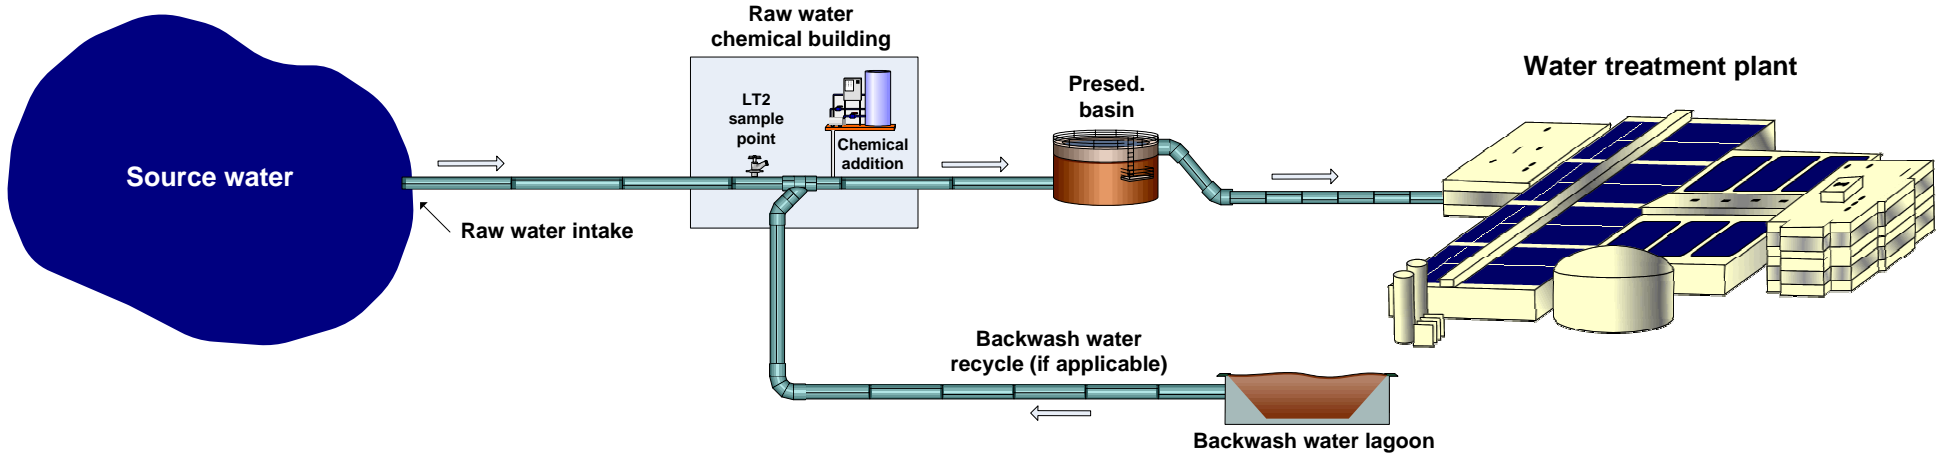 Raw water
chemical building
Water treatment plant
Presed.
basin
LT2
sample
point
Chemical
addition
Source water
Raw water intake
Backwash water
recycle (if applicable)
Backwash water lagoon